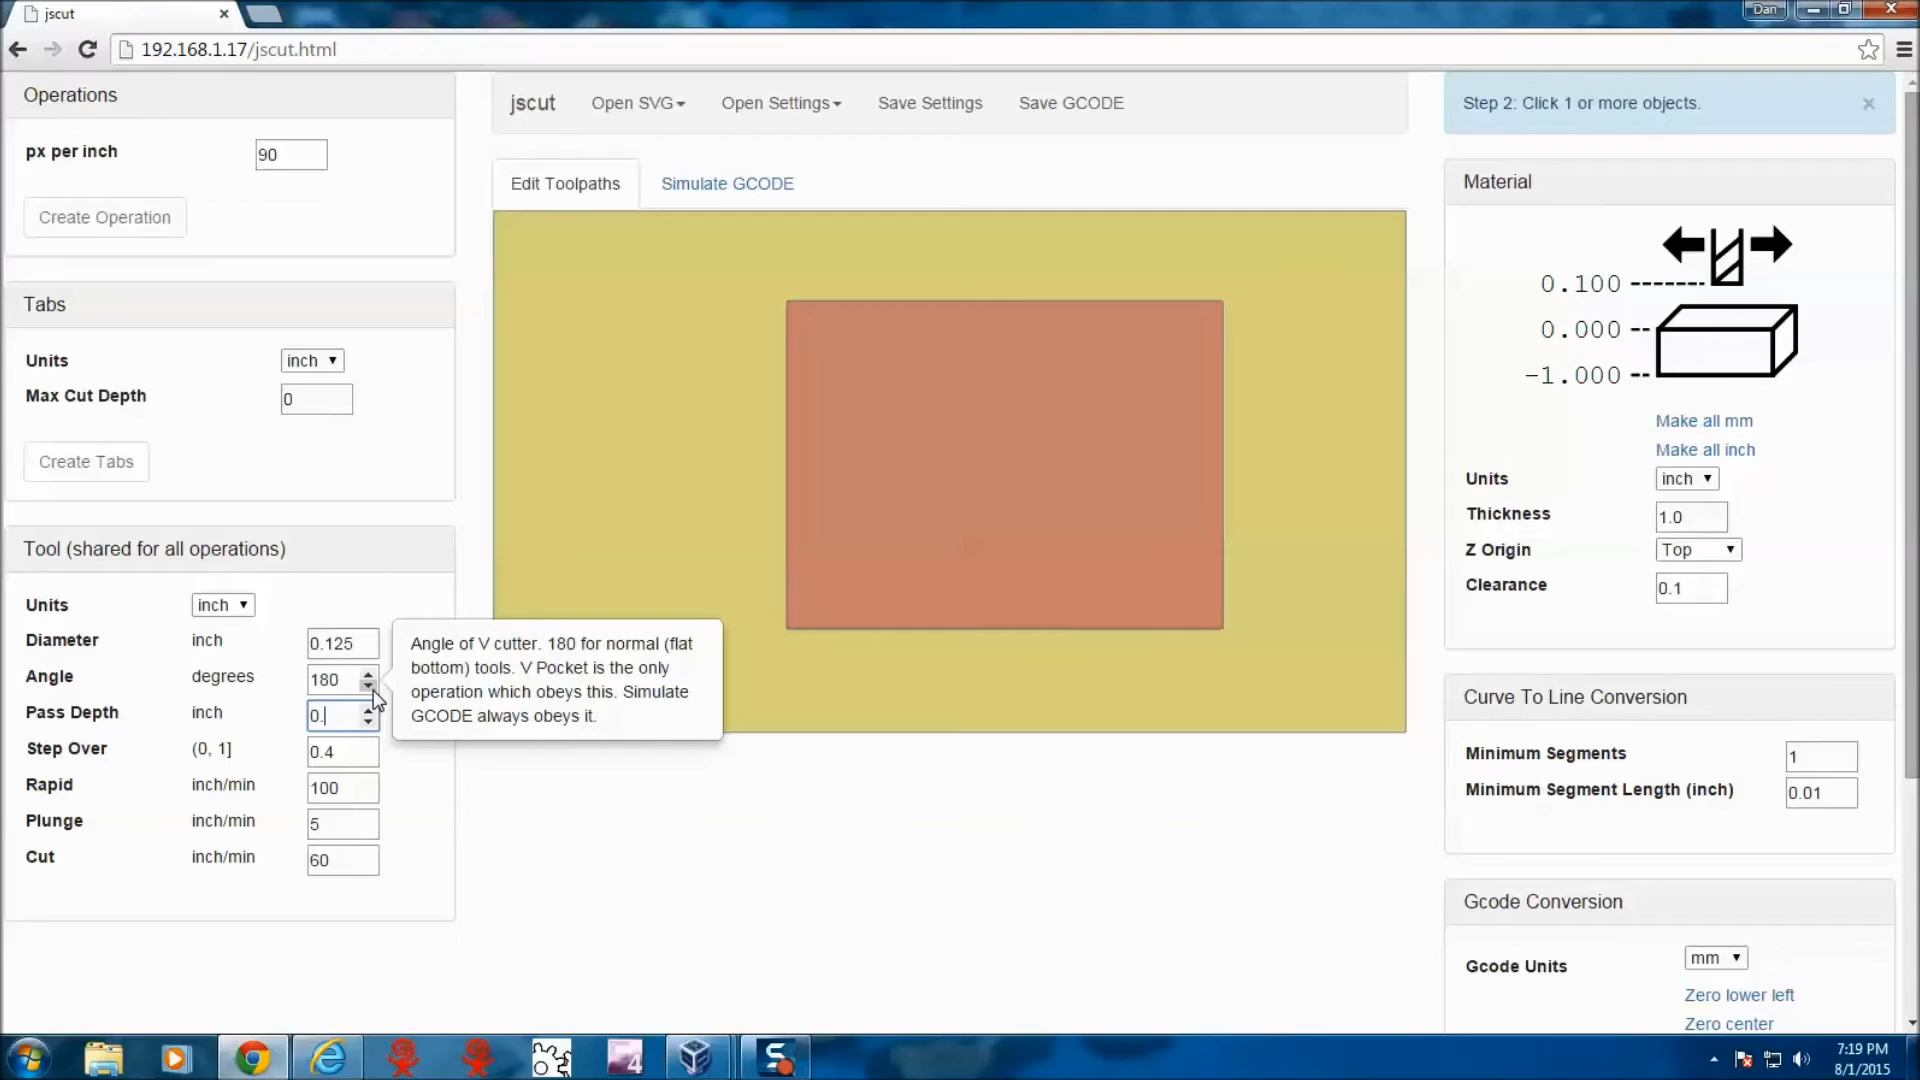 jscut
Dan
192.168.1.17/jscut.html
Operations
px per inch 90
Create Operation
Tabs
Units inch
Max Cut Depth 0
Create Tabs
Tool (shared for all operations)
Units inch
Diameter inch 0.125
Angle degrees 180
Pass Depth inch 0.
Step Over (0, 1] 0.4
Rapid inch/min 100
Plunge inch/min 5
Cut inch/min 60
jscut Open SVG Open Settings Save Settings Save GCODE
Edit Toolpaths Simulate GCODE
Angle of V cutter. 180 for normal (flat
bottom) tools. V Pocket is the only
operation which obeys this. Simulate
GCODE always obeys it.
Step 2: Click 1 or more objects. ×
Material
0.100
0.000
-1.000
Make all mm
Make all inch
Units inch
Thickness 1.0
Z Origin Top
Clearance 0.1
Curve To Line Conversion
Minimum Segments 1
Minimum Segment Length (inch) 0.01
Gcode Conversion
Gcode Units mm
Zero lower left
Zero center
4
S
7:19 PM
8/1/2015